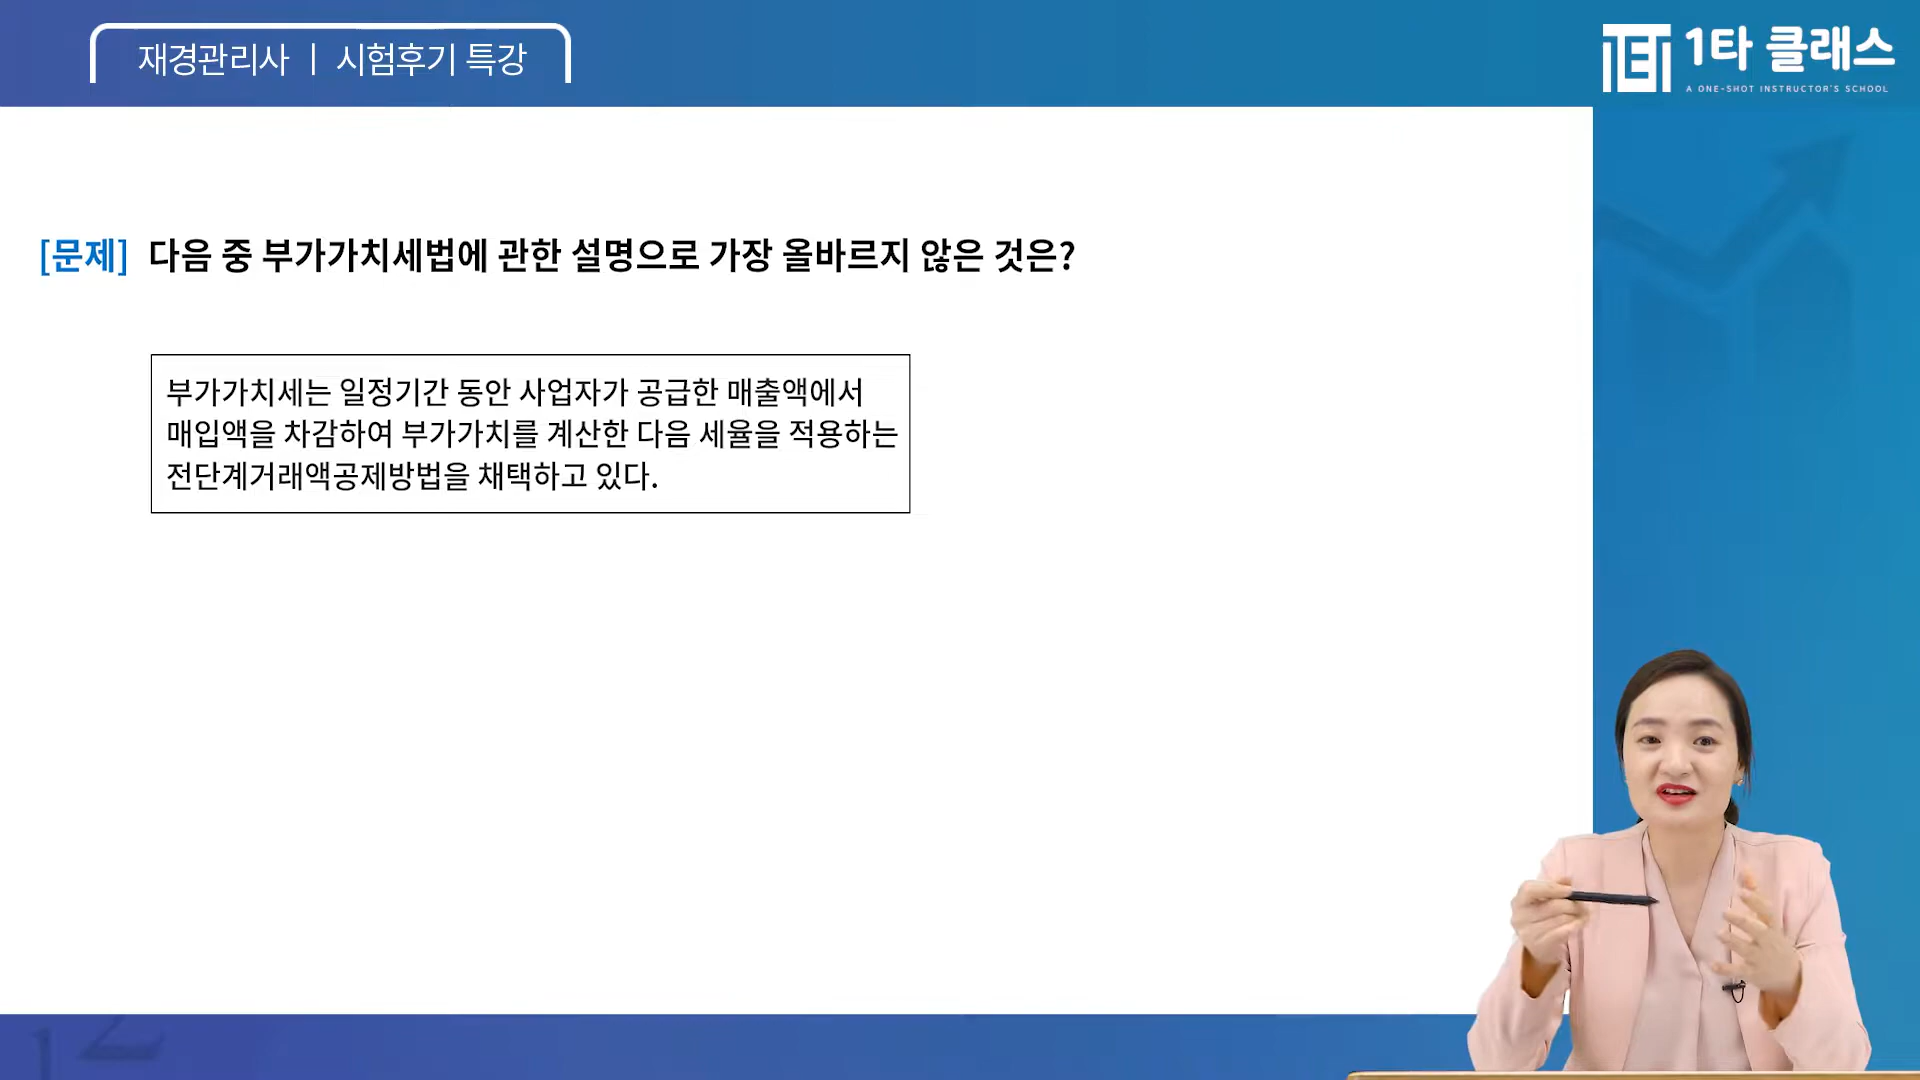 재경관리사 ㅣ 시험후기 특강
1타 클래스
A ONE-SHOT INSTRUCTOR'S SCHOOL
[문제] 다음 중 부가가치세법에 관한 설명으로 가장 올바르지 않은 것은?
부가가치세는 일정기간 동안 사업자가 공급한 매출액에서
매입액을 차감하여 부가가치를 계산한 다음 세율을 적용하는
전단계거래액공제방법을 채택하고 있다.
12